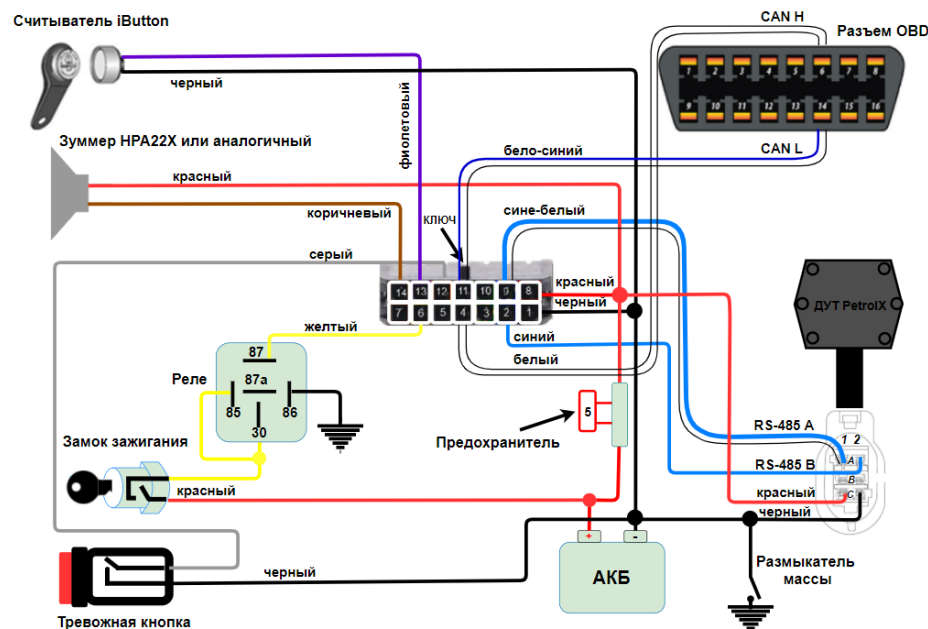 Считыватель iButton
CAN H
Разъем OBD
черный
1 2 3 4 5 6 7 8
9 10 11 12 13 14 15 16
Зуммер HPA22X или аналогичный
фиолетовый
бело-синий
CAN L
красный
коричневый
ключ
сине-белый
серый
красный
14 13 12 11 10 9 8
черный
7 6 5 4 3 2 1
ДУТ PetrolX
желтый
синий
белый
87
Реле
87a
85
86
30
5
Предохранитель
Замок зажигания
RS-485 A
1 2
A
RS-485 B
B
красный
красный
C
черный
+
-
АКБ
черный
Размыкатель
массы
Тревожная кнопка